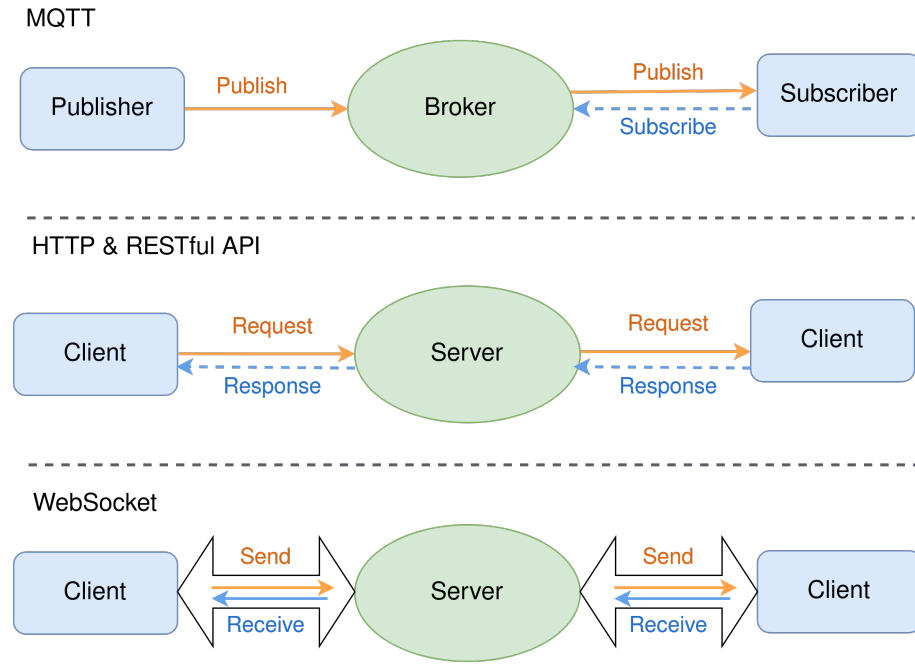 MQTT
Publisher
Publish
Broker
Publish
Subscribe
Subscriber
HTTP & RESTful API
Client
Request
Response
Server
Request
Response
Client
WebSocket
Client
Send
Receive
Server
Send
Receive
Client